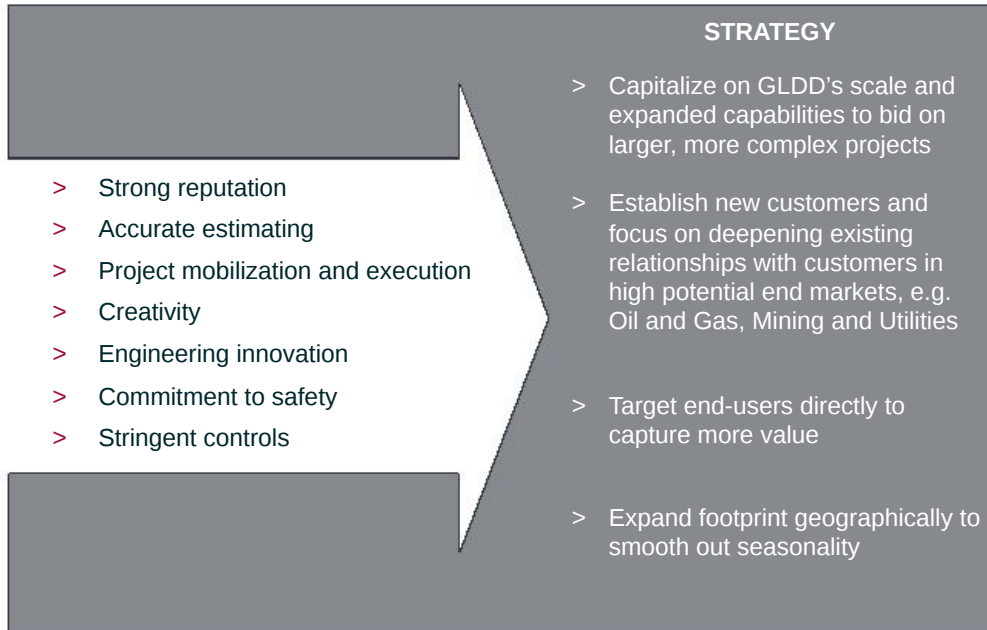 > Strong reputation
> Accurate estimating
> Project mobilization and execution
> Creativity
> Engineering innovation
> Commitment to safety
> Stringent controls
STRATEGY
> Capitalize on GLDD’s scale and
expanded capabilities to bid on
larger, more complex projects
> Establish new customers and
focus on deepening existing
relationships with customers in
high potential end markets, e.g.
Oil and Gas, Mining and Utilities
> Target end-users directly to
capture more value
> Expand footprint geographically to
smooth out seasonality